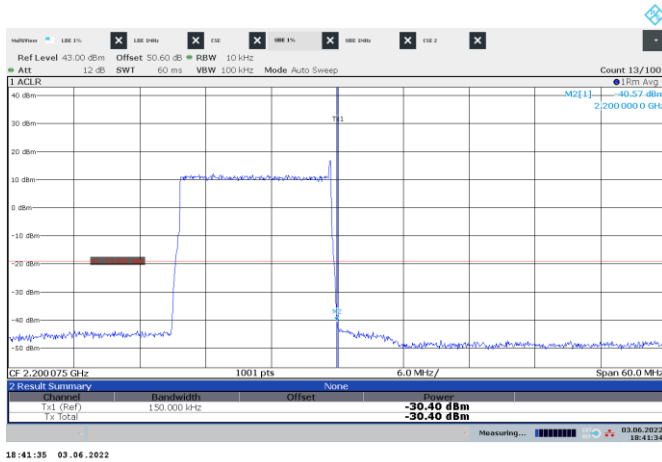 MultiView LBE 1% LBE 1MHz CSE UBE 1% UBE 1MHz CSE 2
Ref Level 43.00 dBm Offset 50.60 dB RBW 10 kHz
Att 12 dB SWT 60 ms VBW 100 kHz Mode Auto Sweep Count 13/100
1 ACLR 1Rm Avg
M2[1] -40.57 dBm
2.200 000 0 GHz
40 dBm
30 dBm
Tx1
20 dBm
10 dBm
0 dBm
-10 dBm
-20 dBm
-30 dBm
M2
-40 dBm
-50 dBm
CF 2.200 075 GHz 1001 pts 6.0 MHz/ Span 60.0 MHz
2 Result Summary None
Channel Bandwidth Offset Power
Tx1 (Ref) 150.000 kHz -30.40 dBm
Tx Total -30.40 dBm
Measuring... 03.06.2022
18:41:34
18:41:35 03.06.2022